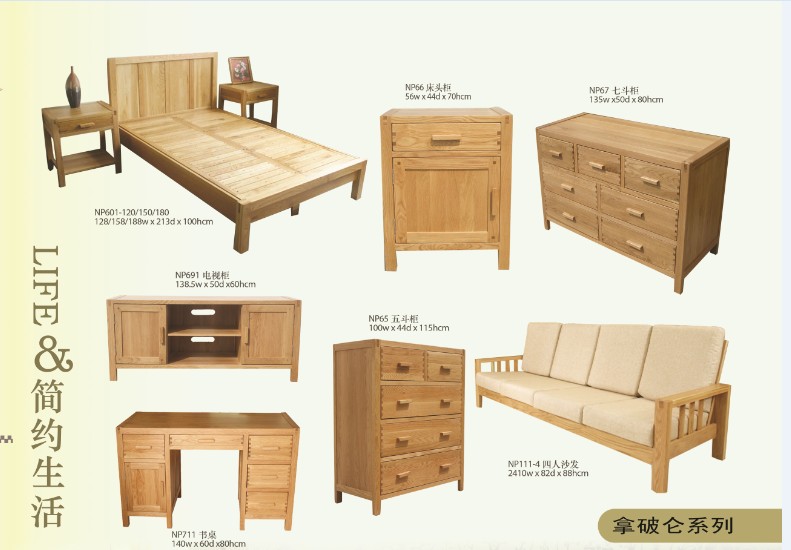 NP66 床头柜
56w x 44d x 70hcm
NP67 七斗柜
135w x50d x 80hcm
NP601-120/150/180
128/158/188w x 213d x 100hcm
NP691 电视柜
138.5w x 50d x60hcm
NP65 五斗柜
100w x 44d x 115hcm
NP111-4 四人沙发
2410w x 82d x 88hcm
NP711 书桌
140w x 60d x80hcm
LIFE & 简约生活
拿破仑系列